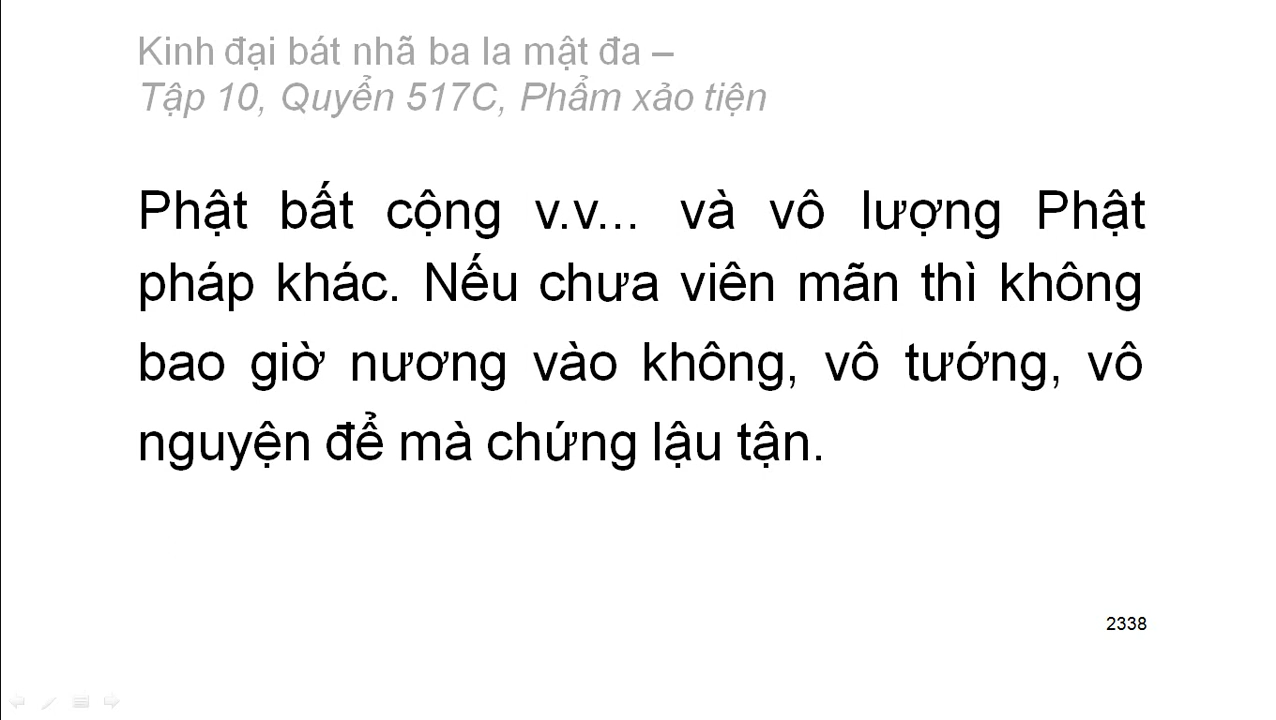 Kinh đại bát nhã ba la mật đa –
Tập 10, Quyển 517C, Phẩm xảo tiện
Phật bất cộng v.v... và vô lượng Phật
pháp khác. Nếu chưa viên mãn thì không
bao giờ nương vào không, vô tướng, vô
nguyện để mà chứng lậu tận.
2338